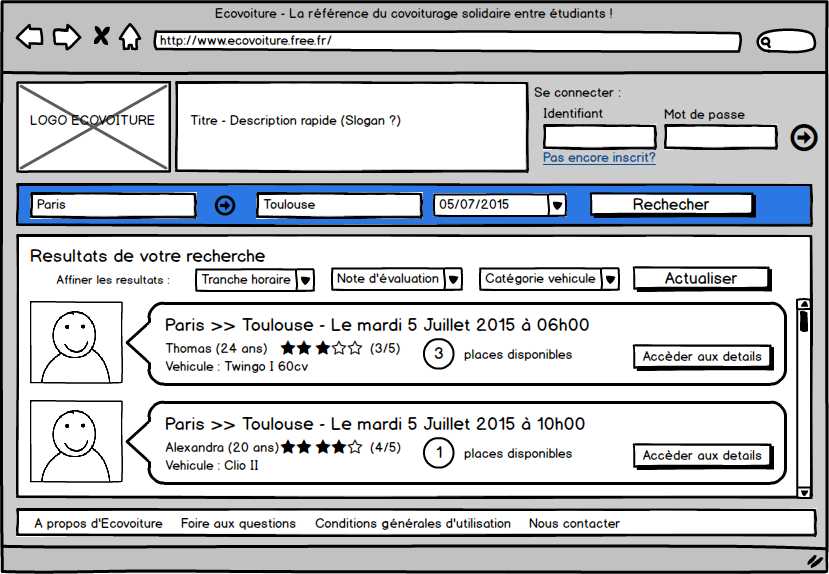 Ecovoiture - La référence du covoiturage solidaire entre étudiants !
http://www.ecovoiture.free.fr/
LOGO ECOVOITURE
Titre - Description rapide (Slogan ?)
Se connecter :
Identifiant
Mot de passe
Pas encore inscrit?
Paris
Toulouse
05/07/2015
Rechecher
Resultats de votre recherche
Affiner les resultats :
Tranche horaire
Note d'évaluation
Catégorie vehicule
Actualiser
Paris >> Toulouse - Le mardi 5 Juillet 2015 à 06h00
Thomas (24 ans) (3/5)
3 places disponibles
Accèder aux details
Vehicule : Twingo I 60cv
Paris >> Toulouse - Le mardi 5 Juillet 2015 à 10h00
Alexandra (20 ans) (4/5)
1 places disponibles
Accèder aux details
Vehicule : Clio II
A propos d'Ecovoiture
Foire aux questions
Conditions générales d'utilisation
Nous contacter